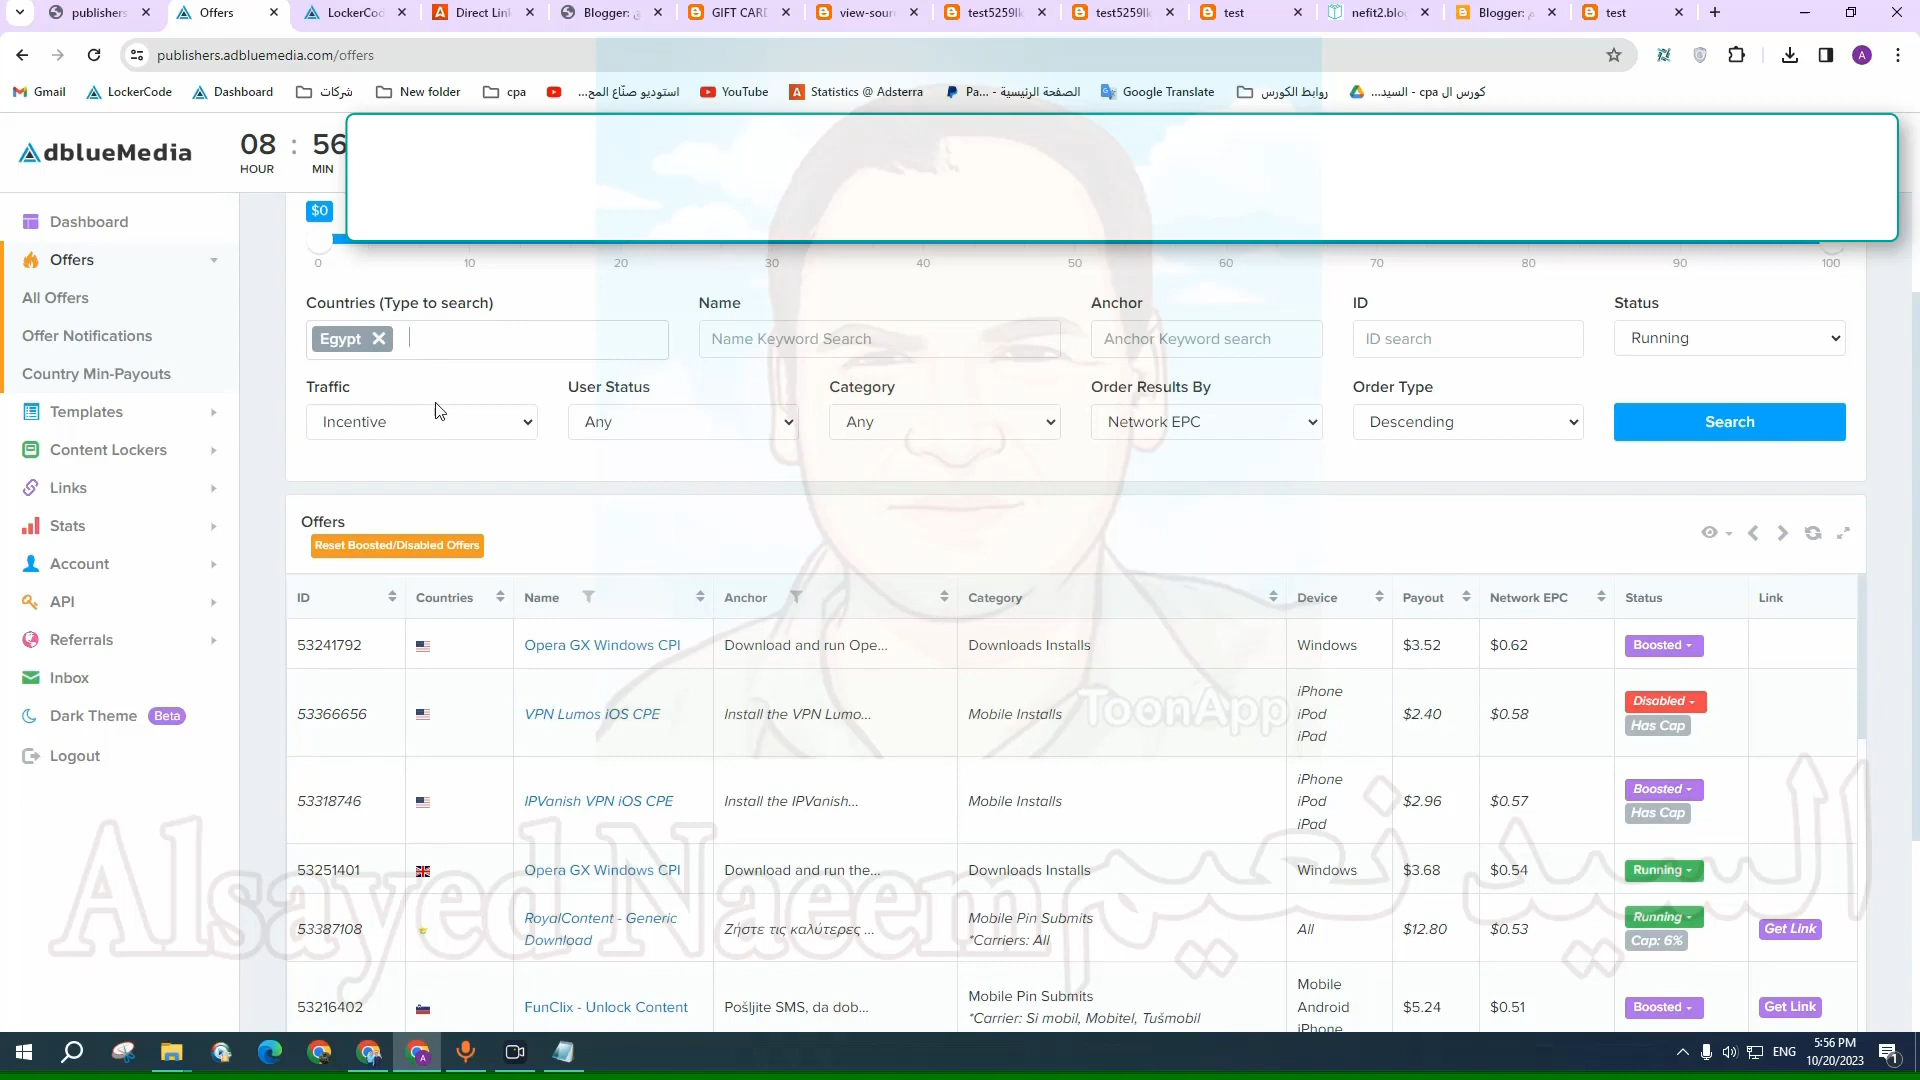 publishers
Offers
LockerCod
Direct Lin
Blogger: ق
GIFT CAR
view-sour
test5259lk
test5259lk
test
nefit2.blog
Blogger: م
test
publishers.adbluemedia.com/offers
Gmail
LockerCode
Dashboard
شركات
New folder
cpa
استوديو صنّاع المح...
YouTube
Statistics @ Adsterra
الصفحة الرئيسية - Pa...
Google Translate
روابط الكورس
كورس ال cpa - السيد...
AdblueMedia
08 : 56
HOUR MIN
Dashboard
Offers
All Offers
Offer Notifications
Country Min-Payouts
Templates
Content Lockers
Links
Stats
Account
API
Referrals
Inbox
Dark Theme Beta
Logout
$0
0 10 20 30 40 50 60 70 80 90 100
Countries (Type to search) Name Anchor ID Status
Egypt Name Keyword Search Anchor Keyword search ID search Running
Traffic User Status Category Order Results By Order Type
Incentive Any Any Network EPC Descending Search
Offers
Reset Boosted/Disabled Offers
ID Countries Name Anchor Category Device Payout Network EPC Status Link
53241792 Opera GX Windows CPI Download and run Ope... Downloads Installs Windows $3.52 $0.62 Boosted
53366656 VPN Lumos iOS CPE Install the VPN Lumo... Mobile Installs iPhone iPod iPad $2.40 $0.58 Disabled Has Cap
53318746 IPVanish VPN iOS CPE Install the IPVanish... Mobile Installs iPhone iPod iPad $2.96 $0.57 Boosted Has Cap
53251401 Opera GX Windows CPI Download and run the... Downloads Installs Windows $3.68 $0.54 Running
53387108 RoyalContent - Generic Download Ζήστε τις καλύτερες ... Mobile Pin Submits *Carriers: All All $12.80 $0.53 Running Cap: 6% Get Link
53216402 FunClix - Unlock Content Pošljite SMS, da dob... Mobile Pin Submits *Carrier: Si mobil, Mobitel, Tušmobil Mobile Android iPhone $5.24 $0.51 Boosted Get Link
ToonApp
Alsayed Naeem السيد نعيم
ENG
5:56 PM
10/20/2023
1